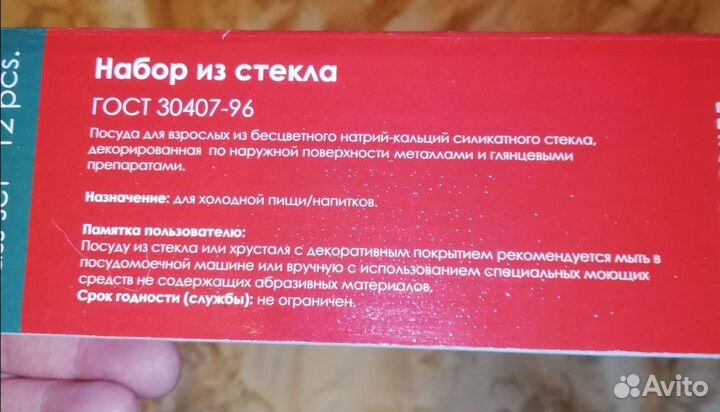 Набор из стекла
ГОСТ 30407-96
Посуда для взрослых из бесцветного натрий-кальций силикатного стекла,
декорированная по наружной поверхности металлами и глянцевыми
препаратами.
Назначение: для холодной пищи/напитков.
Памятка пользователю:
Посуду из стекла или хрусталя с декоративным покрытием рекомендуется мыть в
посудомоечной машине или вручную с использованием специальных моющих
средств не содержащих абразивных материалов.
Срок годности (службы): не ограничен.
12 pcs.
Avito